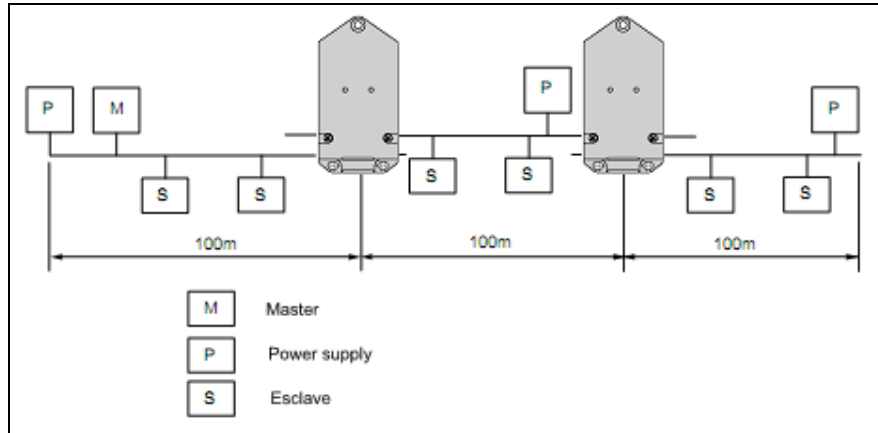 P
P M P
S S S S S S
100m 100m 100m
M Master
P Power supply
S Esclave